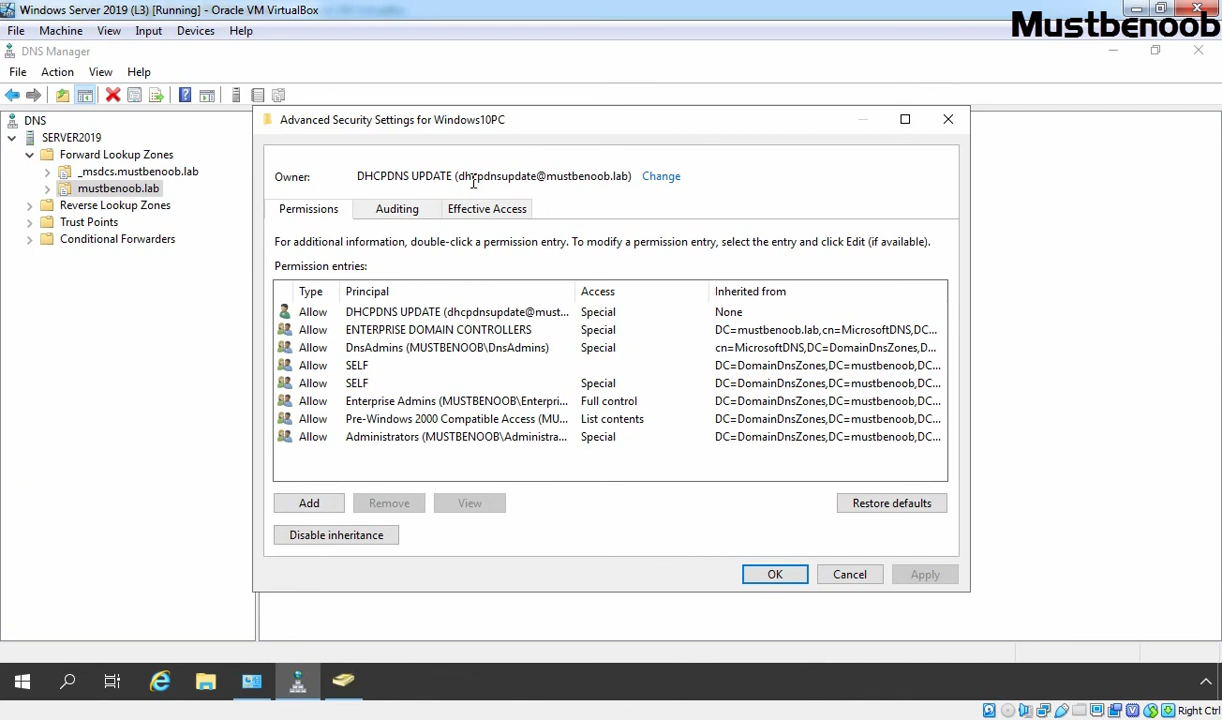 Windows Server 2019 (L3) [Running] - Oracle VM VirtualBox
Mustbenoob
File Machine View Input Devices Help
DNS Manager
File Action View Help
DNS
SERVER2019
Forward Lookup Zones
_msdcs.mustbenoob.lab
mustbenoob.lab
Reverse Lookup Zones
Trust Points
Conditional Forwarders
Advanced Security Settings for Windows10PC
Owner: DHCPDNS UPDATE (dhcpdnsupdate@mustbenoob.lab) Change
Permissions Auditing Effective Access
For additional information, double-click a permission entry. To modify a permission entry, select the entry and click Edit (if available).
Permission entries:
Type Principal Access Inherited from
Allow DHCPDNS UPDATE (dhcpdnsupdate@must... Special None
Allow ENTERPRISE DOMAIN CONTROLLERS Special DC=mustbenoob.lab,cn=MicrosoftDNS,DC...
Allow DnsAdmins (MUSTBENOOB\DnsAdmins) Special cn=MicrosoftDNS,DC=DomainDnsZones,D...
Allow SELF DC=DomainDnsZones,DC=mustbenoob,DC...
Allow SELF Special DC=DomainDnsZones,DC=mustbenoob,DC...
Allow Enterprise Admins (MUSTBENOOB\Enterpri... Full control DC=DomainDnsZones,DC=mustbenoob,DC...
Allow Pre-Windows 2000 Compatible Access (MU... List contents DC=DomainDnsZones,DC=mustbenoob,DC...
Allow Administrators (MUSTBENOOB\Administra... Special DC=DomainDnsZones,DC=mustbenoob,DC...
Add Remove View Restore defaults
Disable inheritance
OK Cancel Apply
Right Ctrl